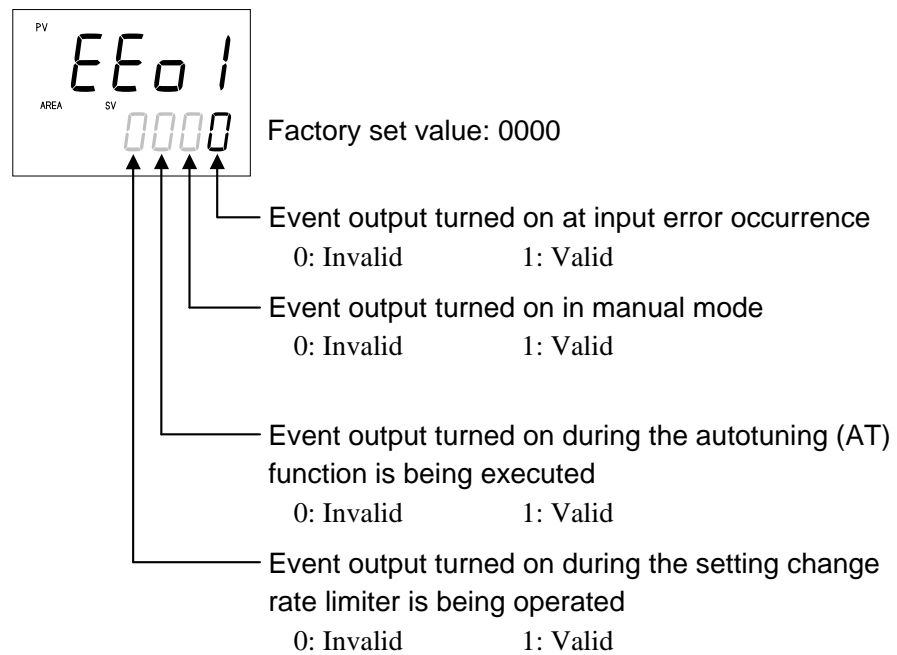 PV
EEo1
AREA SV
0000
Factory set value: 0000
Event output turned on at input error occurrence
0: Invalid 1: Valid
Event output turned on in manual mode
0: Invalid 1: Valid
Event output turned on during the autotuning (AT)
function is being executed
0: Invalid 1: Valid
Event output turned on during the setting change
rate limiter is being operated
0: Invalid 1: Valid